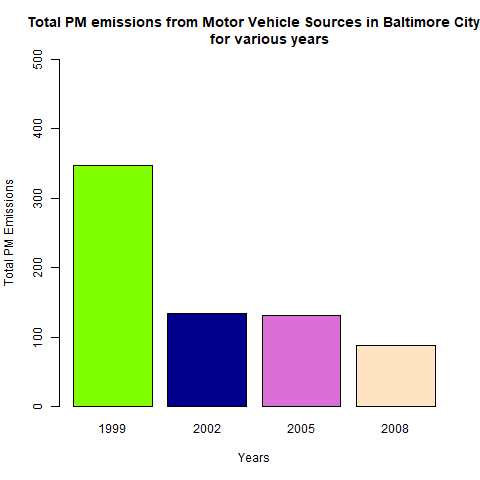 Total PM emissions from Motor Vehicle Sources in Baltimore City
for various years
500
400
300
200
100
0
Total PM Emissions
1999 2002 2005 2008
Years